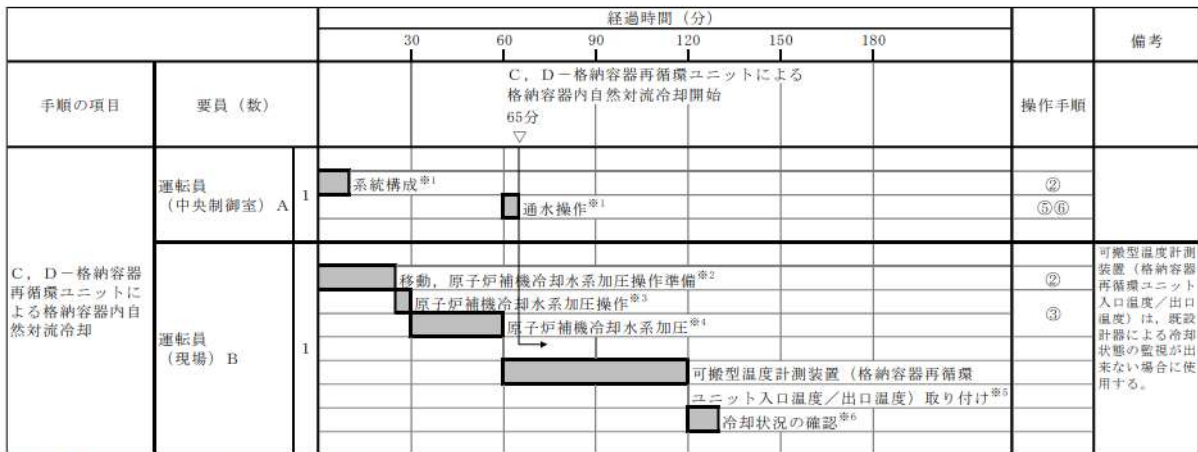 経過時間（分）
30 60 90 120 150 180
備考
手順の項目
要員（数）
C，D－格納容器再循環ユニットによる
格納容器内自然対流冷却開始
65分
▽
操作手順
C，D－格納容器
再循環ユニットに
よる格納容器内自
然対流冷却
運転員
（中央制御室）A
1
系統構成※1
②
通水操作※1
⑤⑥
運転員
（現場）B
1
移動，原子炉補機冷却水系加圧操作準備※2
②
原子炉補機冷却水系加圧操作※3
③
原子炉補機冷却水系加圧※4
可搬型温度計測装置（格納容器再循環
ユニット入口温度／出口温度）取り付け※5
冷却状況の確認※6
可搬型温度計測
装置（格納容器
再循環ユニット
入口温度／出口
温度）は，既設
計器による冷却
状態の監視が出
来ない場合に使
用する。